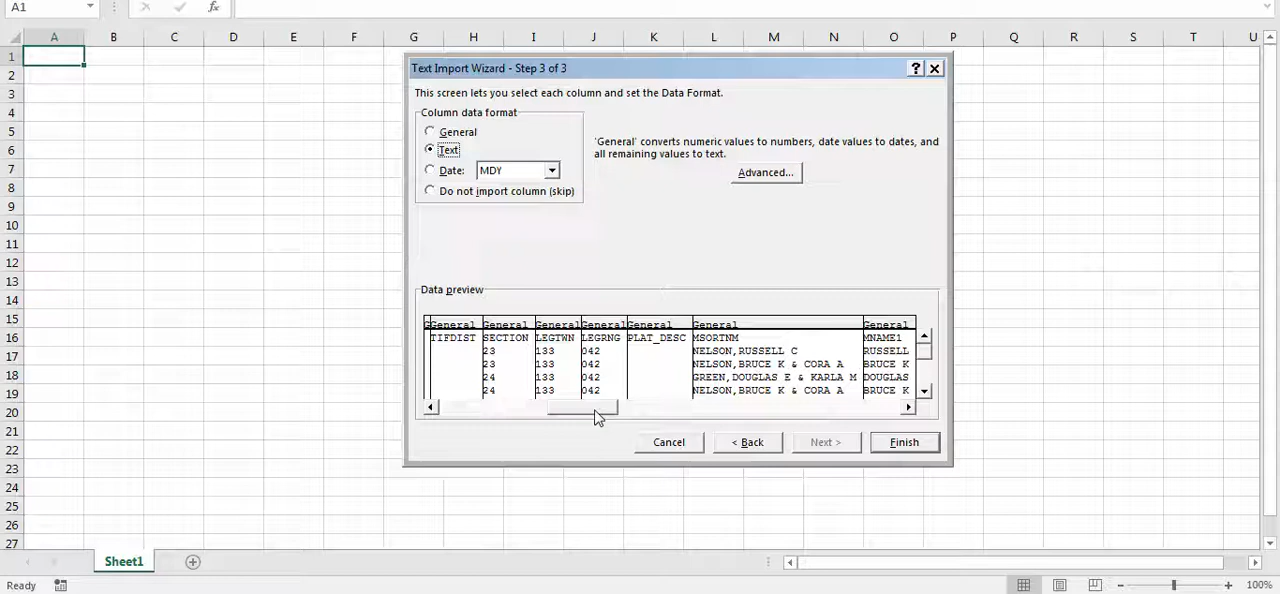 A1 fx
A B C D E F G H I J K L M N O P Q R S T U
Text Import Wizard - Step 3 of 3
?
This screen lets you select each column and set the Data Format.
Column data format
General
Text
Date: MDY
Do not import column (skip)
'General' converts numeric values to numbers, date values to dates, and
all remaining values to text.
Advanced...
Data preview
General General General General General General General
TIFDIST SECTION LEGTWN LEGRNG PLAT_DESC MSORTNM MNAME1
23 133 042 NELSON,RUSSELL C RUSSELL
23 133 042 NELSON,BRUCE K & CORA A BRUCE K
24 133 042 GREEN,DOUGLAS E & KARLA M DOUGLAS
24 133 042 NELSON,BRUCE K & CORA A BRUCE K
Cancel < Back Next > Finish
1
2
3
4
5
6
7
8
9
10
11
12
13
14
15
16
17
18
19
20
21
22
23
24
25
26
27
Sheet1
Ready 100%